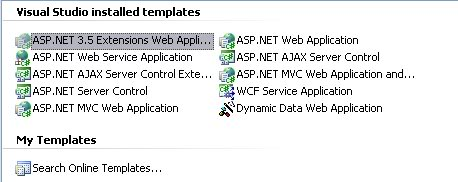 Visual Studio installed templates
ASP.NET 3.5 Extensions Web Appli...
ASP.NET Web Application
ASP.NET Web Service Application
ASP.NET AJAX Server Control
ASP.NET AJAX Server Control Exte...
ASP.NET MVC Web Application and...
ASP.NET Server Control
WCF Service Application
ASP.NET MVC Web Application
Dynamic Data Web Application
My Templates
Search Online Templates...